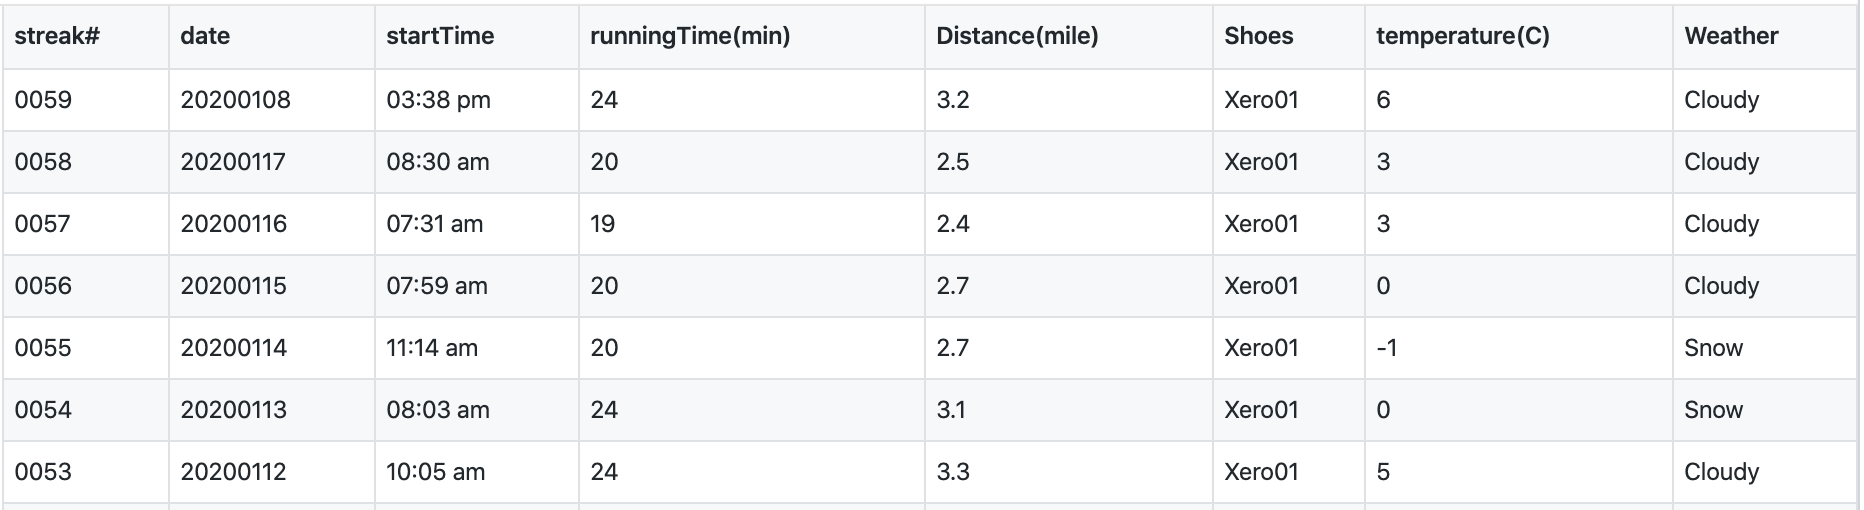 streak# date startTime runningTime(min) Distance(mile) Shoes temperature(C) Weather
0059 20200108 03:38 pm 24 3.2 Xero01 6 Cloudy
0058 20200117 08:30 am 20 2.5 Xero01 3 Cloudy
0057 20200116 07:31 am 19 2.4 Xero01 3 Cloudy
0056 20200115 07:59 am 20 2.7 Xero01 0 Cloudy
0055 20200114 11:14 am 20 2.7 Xero01 -1 Snow
0054 20200113 08:03 am 24 3.1 Xero01 0 Snow
0053 20200112 10:05 am 24 3.3 Xero01 5 Cloudy